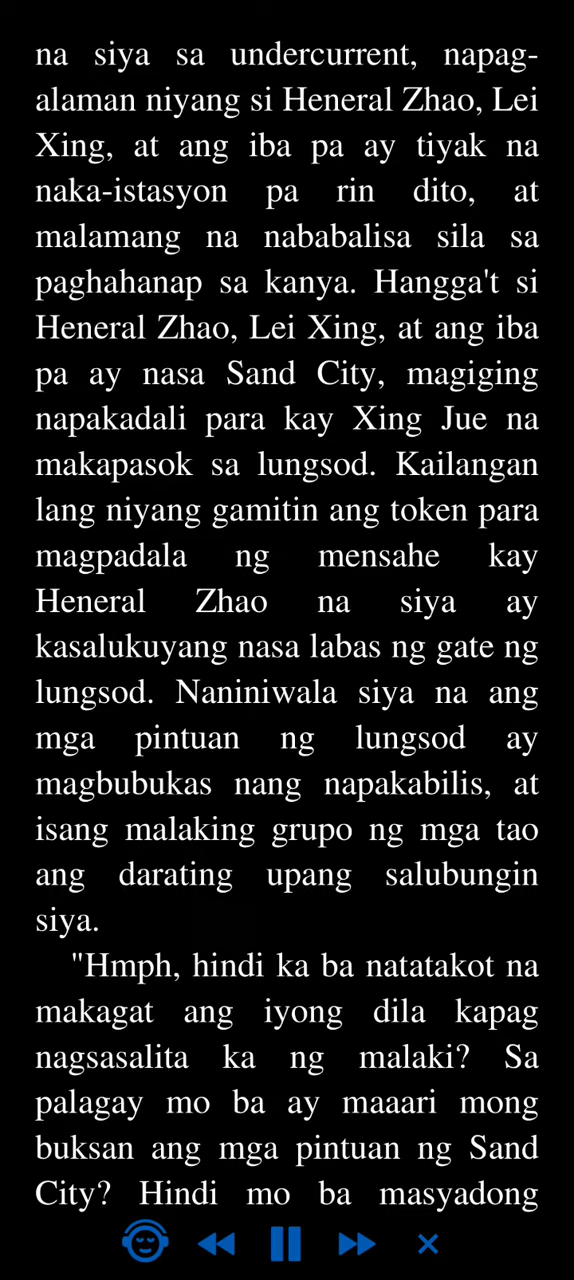 na siya sa undercurrent, napag-
alaman niyang si Heneral Zhao, Lei
Xing, at ang iba pa ay tiyak na
naka-istasyon pa rin dito, at
malamang na nababalisa sila sa
paghahanap sa kanya. Hangga't si
Heneral Zhao, Lei Xing, at ang iba
pa ay nasa Sand City, magiging
napakadali para kay Xing Jue na
makapasok sa lungsod. Kailangan
lang niyang gamitin ang token para
magpadala ng mensahe kay
Heneral Zhao na siya ay
kasalukuyang nasa labas ng gate ng
lungsod. Naniniwala siya na ang
mga pintuan ng lungsod ay
magbubukas nang napakabilis, at
isang malaking grupo ng mga tao
ang darating upang salubungin
siya.
"Hmph, hindi ka ba natatakot na
makagat ang iyong dila kapag
nagsasalita ka ng malaki? Sa
palagay mo ba ay maaari mong
buksan ang mga pintuan ng Sand
City? Hindi mo ba masyadong